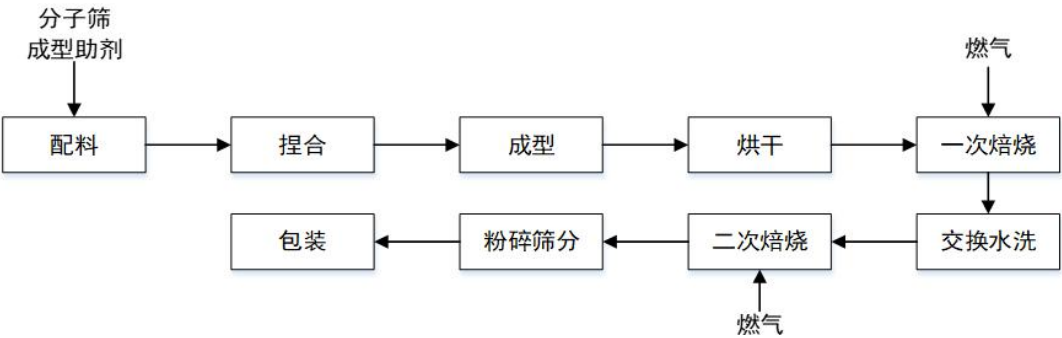 分子筛
成型助剂
燃气
配料
捏合
成型
烘干
一次焙烧
包装
粉碎筛分
二次焙烧
交换水洗
燃气